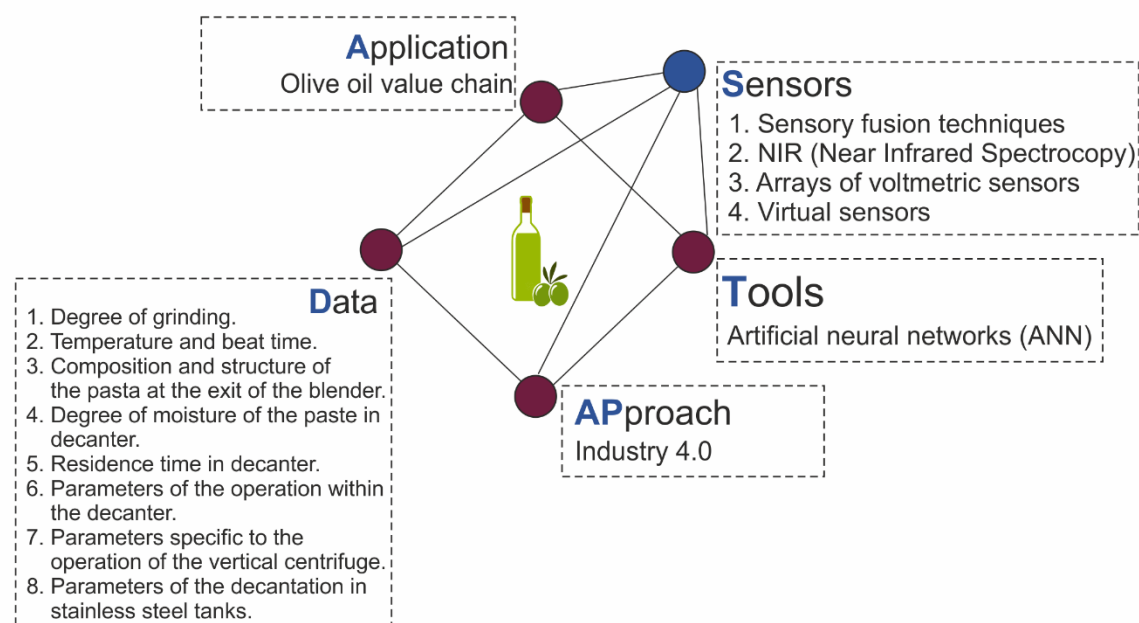 Application
Olive oil value chain
Sensors
1. Sensory fusion techniques
2. NIR (Near Infrared Spectrocopy)
3. Arrays of voltmetric sensors
4. Virtual sensors
Data
1. Degree of grinding.
2. Temperature and beat time.
3. Composition and structure of
the pasta at the exit of the blender.
4. Degree of moisture of the paste in
decanter.
5. Residence time in decanter.
6. Parameters of the operation within
the decanter.
7. Parameters specific to the
operation of the vertical centrifuge.
8. Parameters of the decantation in
stainless steel tanks.
Tools
Artificial neural networks (ANN)
APproach
Industry 4.0